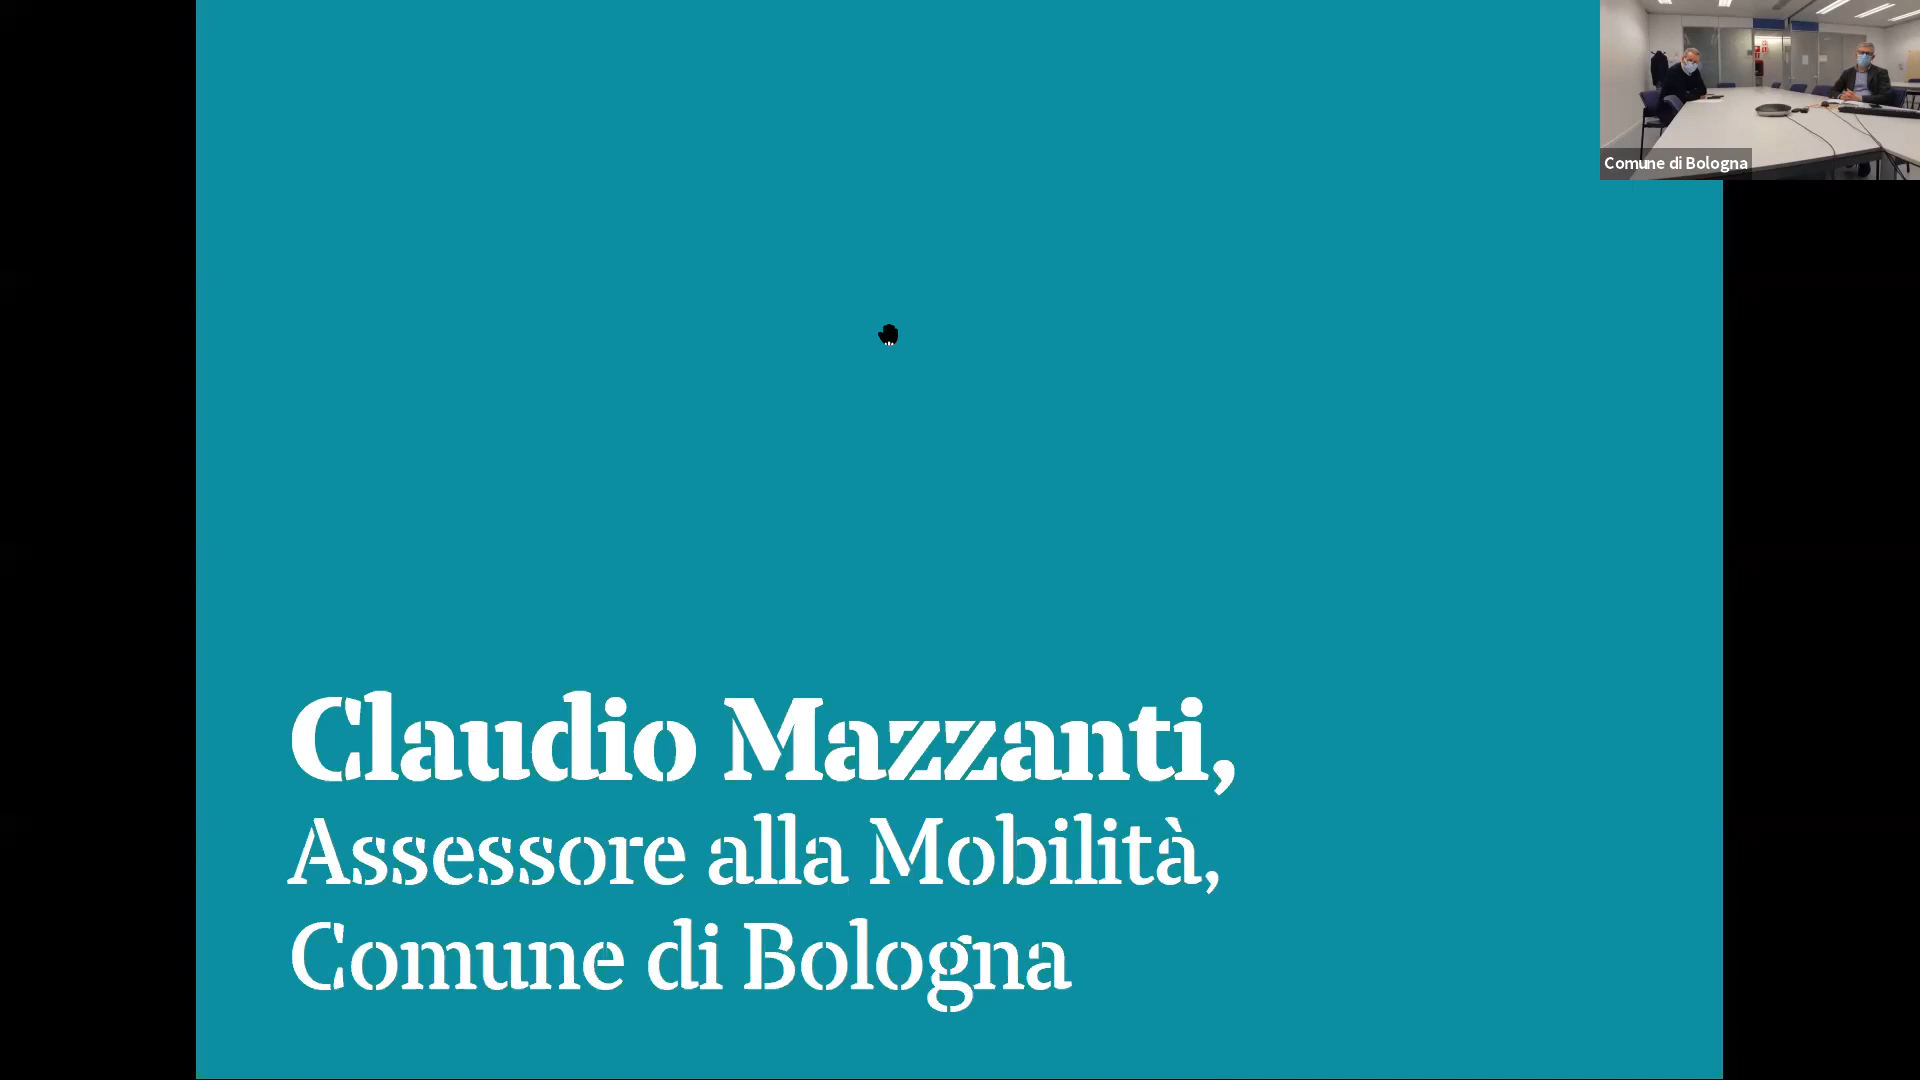 Comune di Bologna
Claudio Mazzanti,
Assessore alla Mobilità,
Comune di Bologna